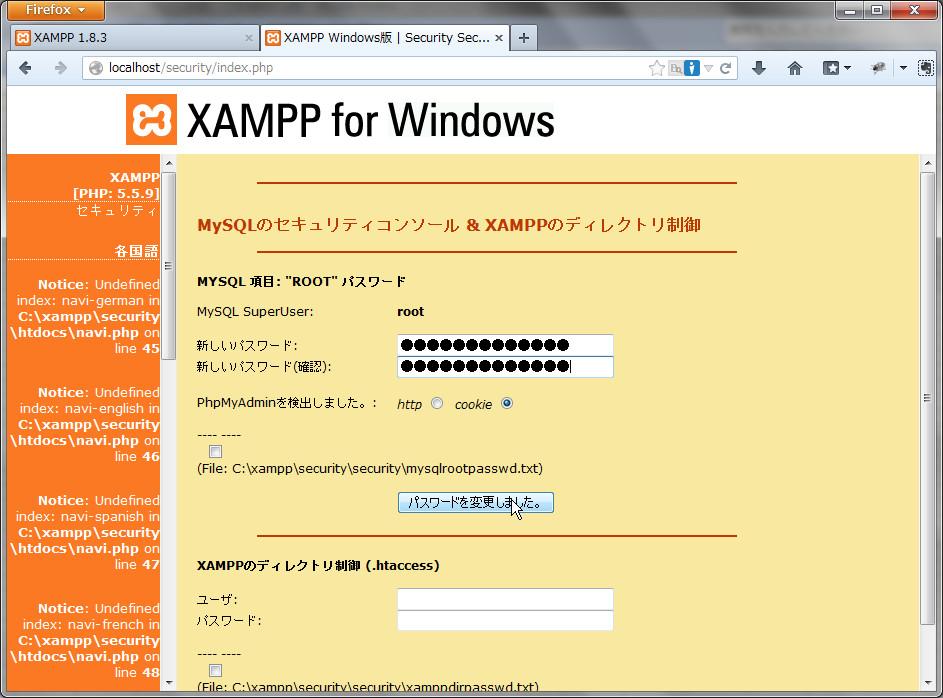 Firefox
XAMPP 1.8.3
XAMPP Windows版 | Security Sec...
localhost/security/index.php
XAMPP for Windows
XAMPP
[PHP: 5.5.9]
セキュリティ
各国語
Notice: Undefined
index: navi-german in
C:\xampp\security
\htdocs\navi.php on
line 45
Notice: Undefined
index: navi-english in
C:\xampp\security
\htdocs\navi.php on
line 46
Notice: Undefined
index: navi-spanish in
C:\xampp\security
\htdocs\navi.php on
line 47
Notice: Undefined
index: navi-french in
C:\xampp\security
\htdocs\navi.php on
line 48
MySQLのセキュリティコンソール & XAMPPのディレクトリ制御
MYSQL 項目: "ROOT" パスワード
MySQL SuperUser: root
新しいパスワード: ●●●●●●●●●●●●●
新しいパスワード(確認): ●●●●●●●●●●●●●
PhpMyAdminを検出しました。: http cookie
---- ----
(File: C:\xampp\security\security\mysqlrootpasswd.txt)
パスワードを変更しました。
XAMPPのディレクトリ制御 (.htaccess)
ユーザ:
パスワード:
---- ----
(File: C:\xampp\security\security\xamppdirpasswd.txt)